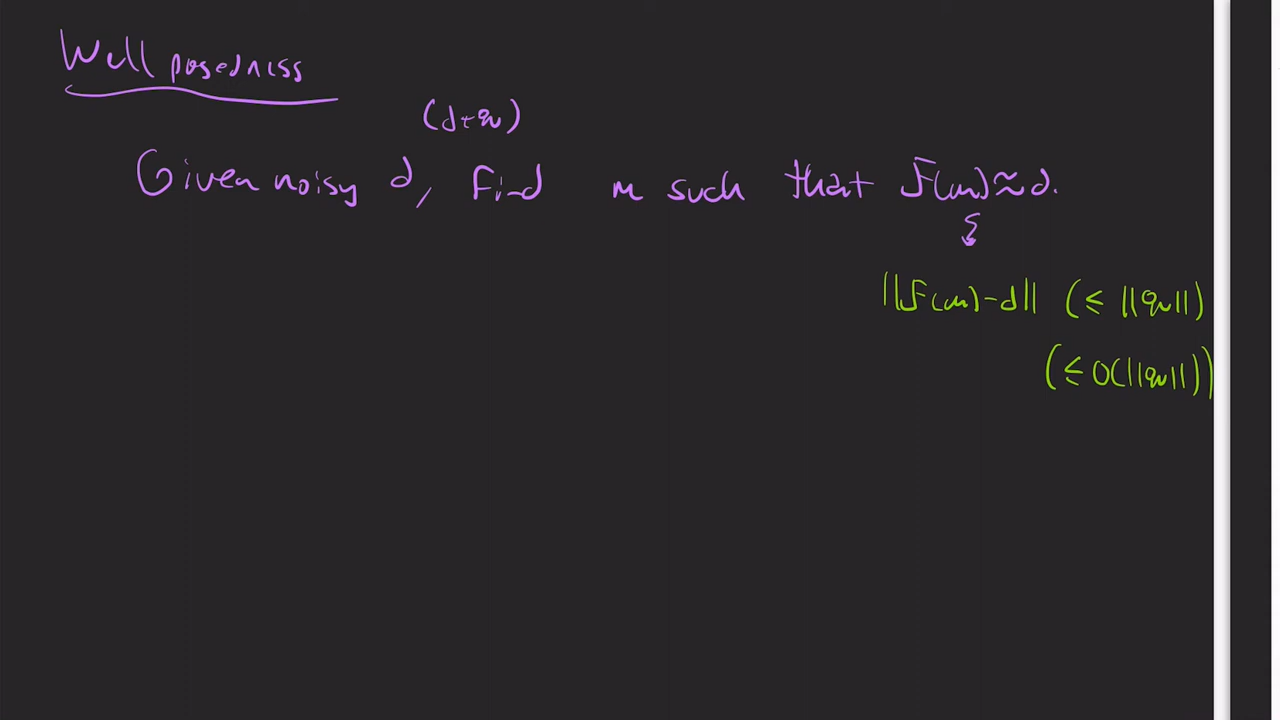 Well posedness
(d+η)
Given noisy d, Find m such that F(m)≈d.
||F(m)-d|| (≤ ||η||)
(≤ O(||η||))